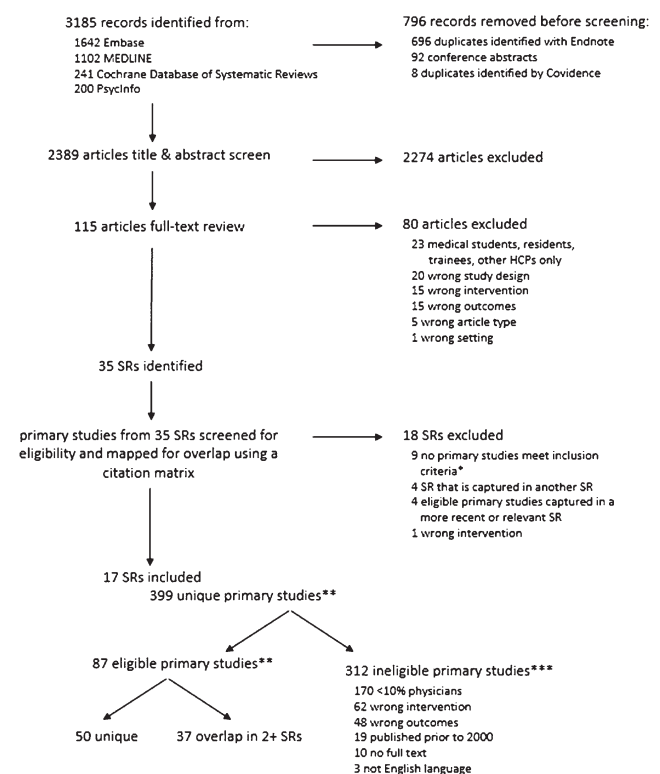 3185 records identified from:
1642 Embase
1102 MEDLINE
241 Cochrane Database of Systematic Reviews
200 PsycInfo
796 records removed before screening:
696 duplicates identified with Endnote
92 conference abstracts
8 duplicates identified by Covidence
2389 articles title & abstract screen
2274 articles excluded
115 articles full-text review
80 articles excluded
23 medical students, residents,
trainees, other HCPs only
20 wrong study design
15 wrong intervention
15 wrong outcomes
5 wrong article type
1 wrong setting
35 SRs identified
primary studies from 35 SRs screened for
eligibility and mapped for overlap using a
citation matrix
18 SRs excluded
9 no primary studies meet inclusion
criteria*
4 SR that is captured in another SR
4 eligible primary studies captured in a
more recent or relevant SR
1 wrong intervention
17 SRs included
399 unique primary studies**
87 eligible primary studies**
50 unique
37 overlap in 2+ SRs
312 ineligible primary studies***
170 <10% physicians
62 wrong intervention
48 wrong outcomes
19 published prior to 2000
10 no full text
3 not English language